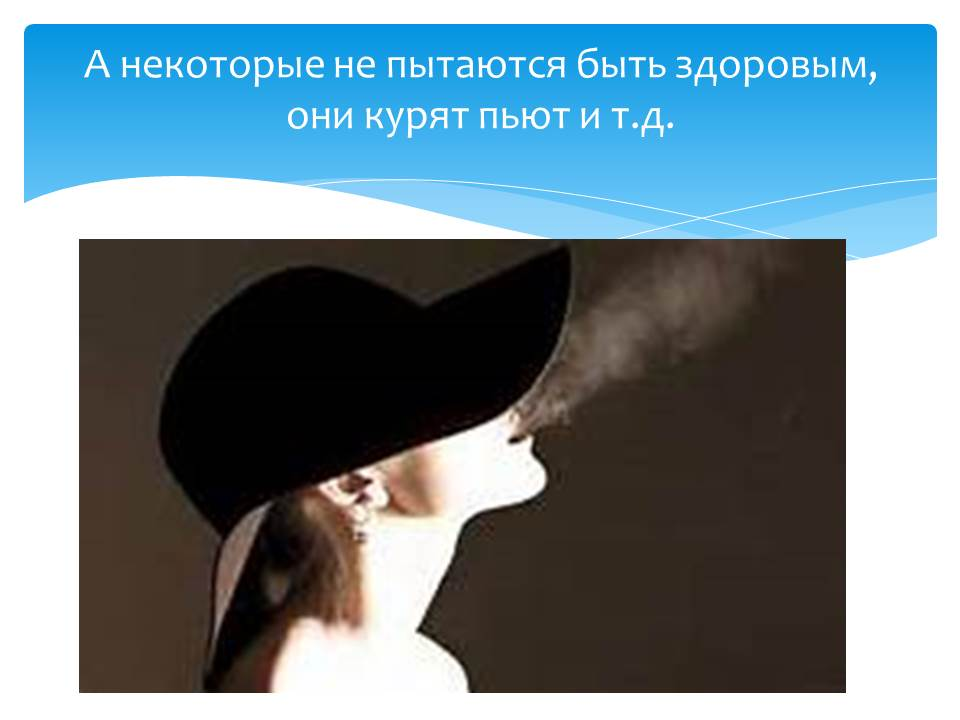 А некоторые не пытаются быть здоровым,
они курят пьют и т.д.